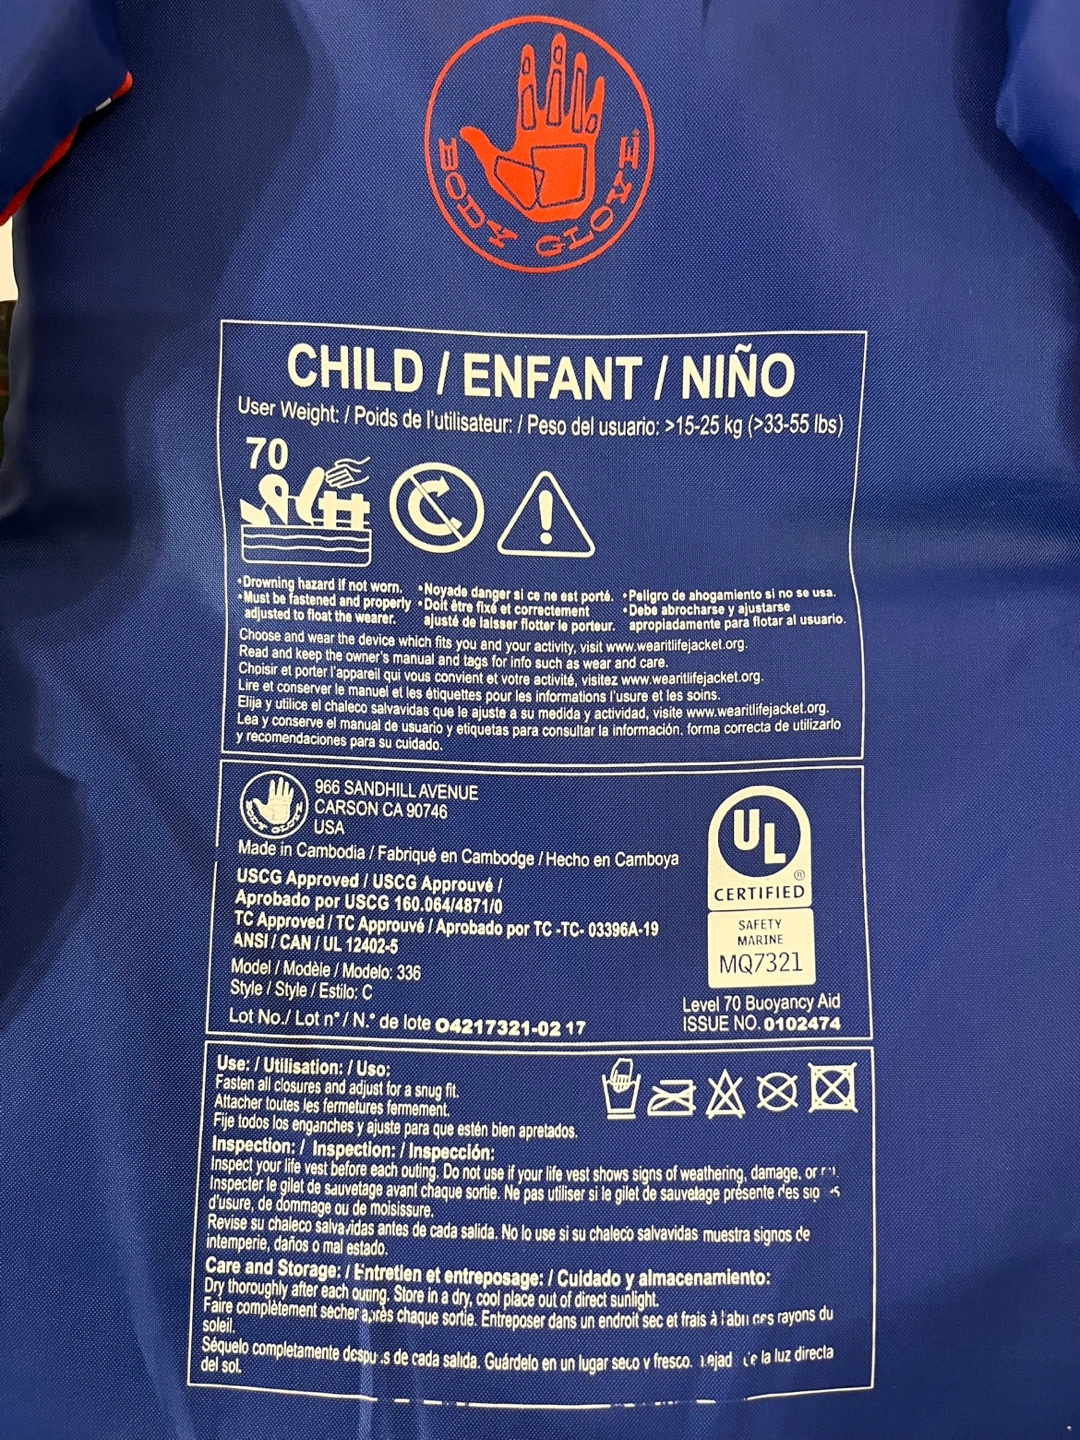 BODY GLOVE
CHILD / ENFANT / NIÑO
User Weight: / Poids de l'utilisateur: / Peso del usuario: >15-25 kg (>33-55 lbs)
70
•Drowning hazard if not worn.
•Must be fastened and properly
adjusted to float the wearer.
•Noyade danger si ce ne est porté.
•Doit être fixé et correctement
ajusté de laisser flotter le porteur.
•Peligro de ahogamiento si no se usa.
•Debe abrocharse y ajustarse
apropiadamente para flotar al usuario.
Choose and wear the device which fits you and your activity, visit www.wearitlifejacket.org.
Read and keep the owner's manual and tags for info such as wear and care.
Choisir et porter l'appareil qui vous convient et votre activité, visitez www.wearitlifejacket.org.
Lire et conserver le manuel et les étiquettes pour les informations l'usure et les soins.
Elija y utilice el chaleco salvavidas que le ajuste a su medida y actividad, visite www.wearitlifejacket.org.
Lea y conserve el manual de usuario y etiquetas para consultar la información. forma correcta de utilizarlo
y recomendaciones para su cuidado.
BODY GLOVE
966 SANDHILL AVENUE
CARSON CA 90746
USA
Made in Cambodia / Fabriqué en Cambodge / Hecho en Camboya
USCG Approved / USCG Approuvé /
Aprobado por USCG 160.064/4871/0
TC Approved / TC Approuvé / Aprobado por TC -TC- 03396A-19
ANSI / CAN / UL 12402-5
Model / Modèle / Modelo: 336
Style / Style / Estilo: C
Lot No./ Lot n° / N.° de lote 04217321-02 17
UL ®
CERTIFIED
SAFETY
MARINE
MQ7321
Level 70 Buoyancy Aid
ISSUE NO. 0102474
Use: / Utilisation: / Uso:
Fasten all closures and adjust for a snug fit.
Attacher toutes les fermetures fermement.
Fije todos los enganches y ajuste para que estén bien apretados.
Inspection: / Inspection: / Inspección:
Inspect your life vest before each outing. Do not use if your life vest shows signs of weathering, damage, or
Inspecter le gilet de sauvetage avant chaque sortie. Ne pas utiliser si le gilet de sauvetage présente des
d'usure, de dommage ou de moisissure.
Revise su chaleco salvavidas antes de cada salida. No lo use si su chaleco salvavidas muestra signos de
intemperie, daños o mal estado.
Care and Storage: / Entretien et entreposage: / Cuidado y almacenamiento:
Dry thoroughly after each outing. Store in a dry, cool place out of direct sunlight.
Faire complètement sécher après chaque sortie. Entreposer dans un endroit sec et frais à l'abri des rayons du
soleil.
Séquelo completamente de cada salida. Guárdelo en un lugar seco y fresco. de la luz directa
del sol.